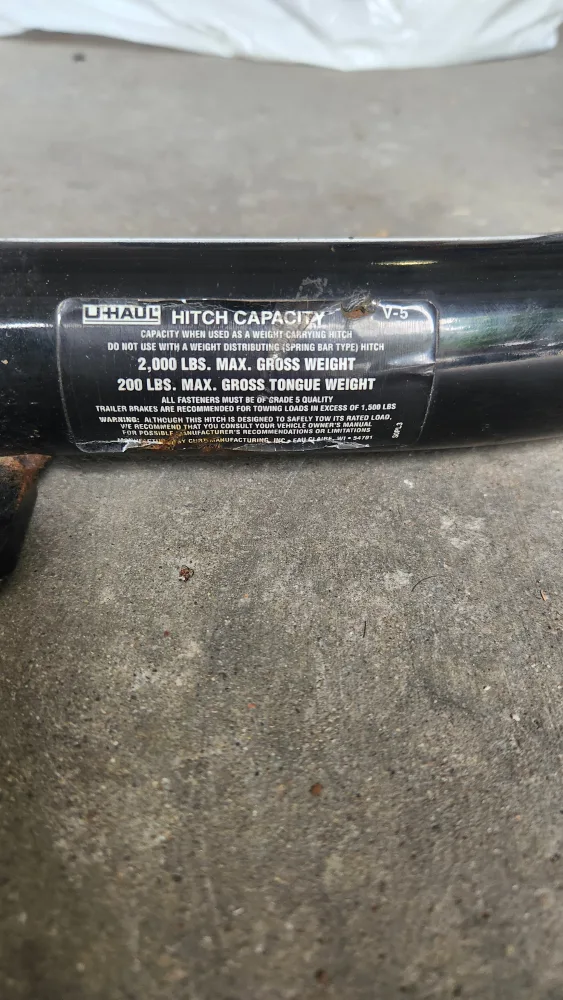 U-HAUL HITCH CAPACITY V-5
CAPACITY WHEN USED AS A WEIGHT CARRYING HITCH
DO NOT USE WITH A WEIGHT DISTRIBUTING (SPRING BAR TYPE) HITCH
2,000 LBS. MAX. GROSS WEIGHT
200 LBS. MAX. GROSS TONGUE WEIGHT
ALL FASTENERS MUST BE OF GRADE 5 QUALITY
TRAILER BRAKES ARE RECOMMENDED FOR TOWING LOADS IN EXCESS OF 1,500 LBS
WARNING: ALTHOUGH THIS HITCH IS DESIGNED TO SAFELY TOW ITS RATED LOAD,
WE RECOMMEND THAT YOU CONSULT YOUR VEHICLE OWNER'S MANUAL
FOR POSSIBLE MANUFACTURER'S RECOMMENDATIONS OR LIMITATIONS
BY CURT MANUFACTURING, INC • EAU CLAIRE, WI • 54701